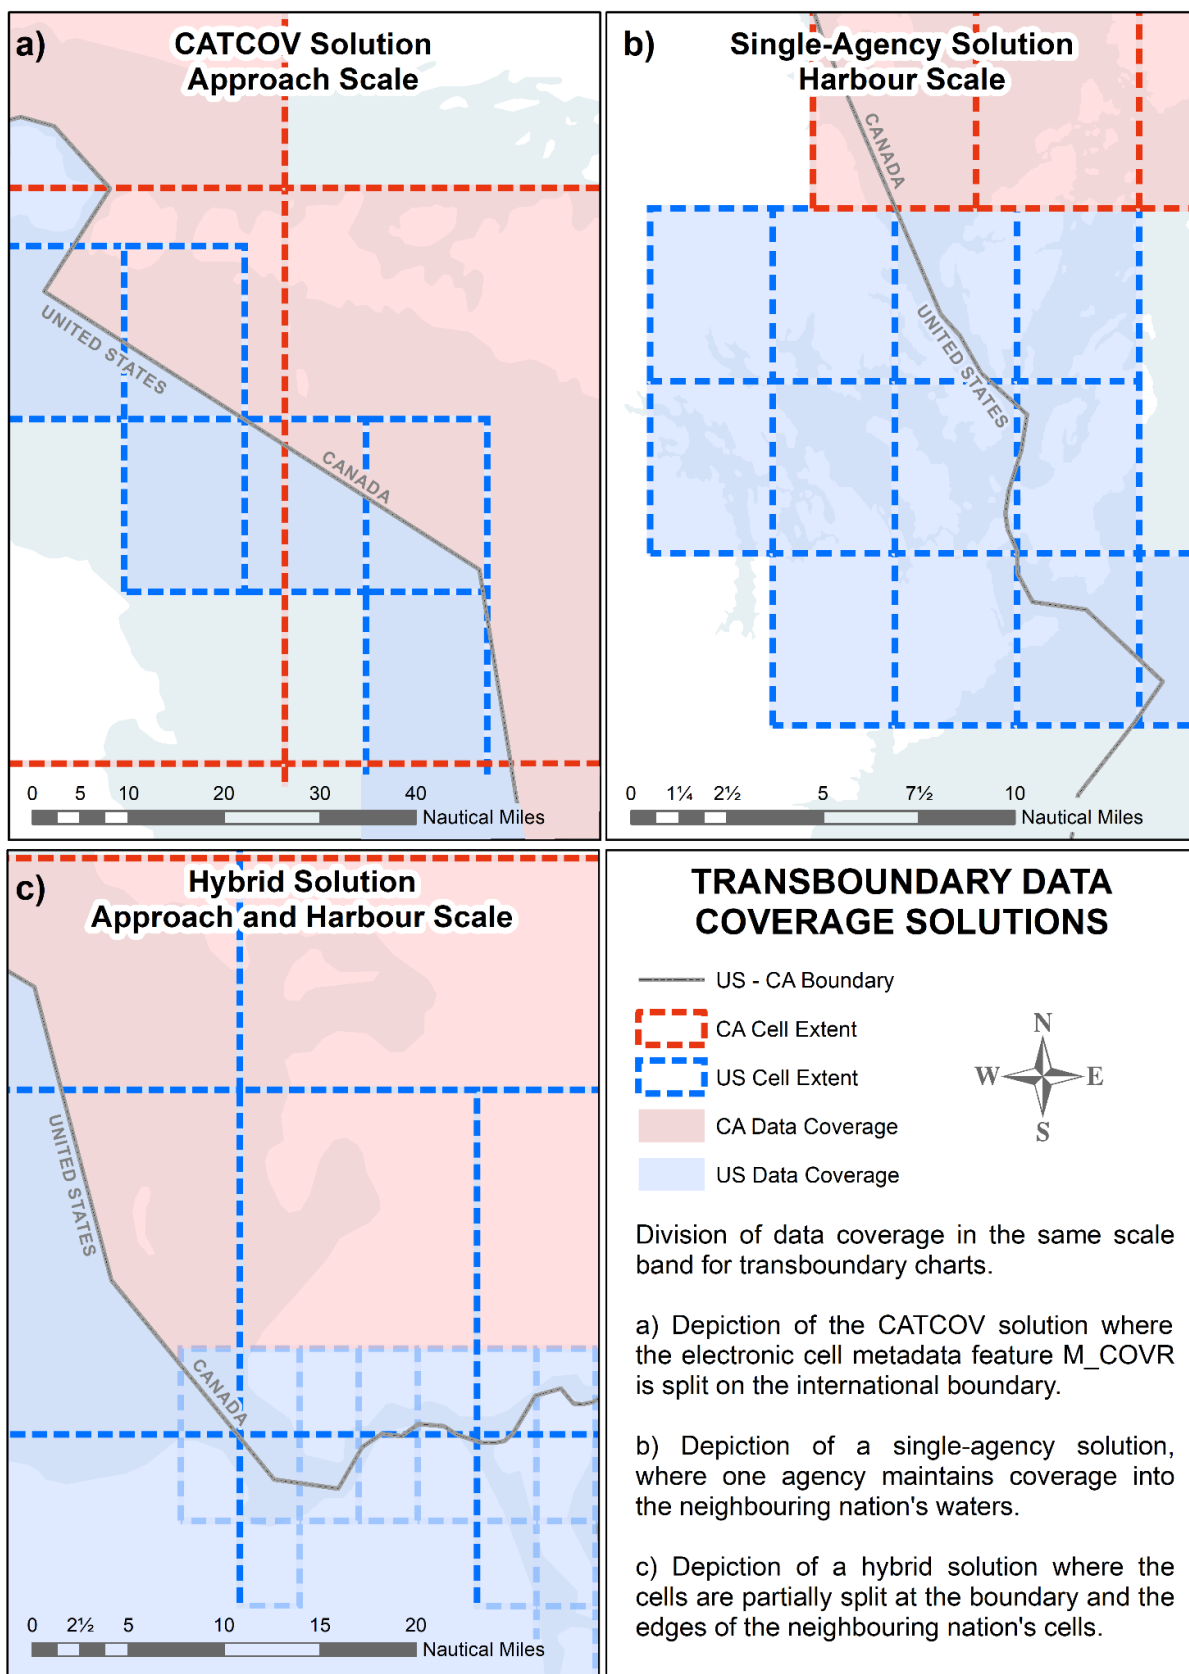 a)
CATCOV Solution
Approach Scale
UNITED STATES
CANADA
0 5 10 20 30 40
Nautical Miles
b)
Single-Agency Solution
Harbour Scale
CANADA
UNITED STATES
0 1¼ 2½ 5 7½ 10
Nautical Miles
c)
Hybrid Solution
Approach and Harbour Scale
UNITED STATES
CANADA
0 2½ 5 10 15 20
Nautical Miles
TRANSBOUNDARY DATA
COVERAGE SOLUTIONS
US - CA Boundary
CA Cell Extent
US Cell Extent
CA Data Coverage
US Data Coverage
N
W E
S
Division of data coverage in the same scale
band for transboundary charts.
a) Depiction of the CATCOV solution where
the electronic cell metadata feature M_COVR
is split on the international boundary.
b) Depiction of a single-agency solution,
where one agency maintains coverage into
the neighbouring nation's waters.
c) Depiction of a hybrid solution where the
cells are partially split at the boundary and the
edges of the neighbouring nation's cells.